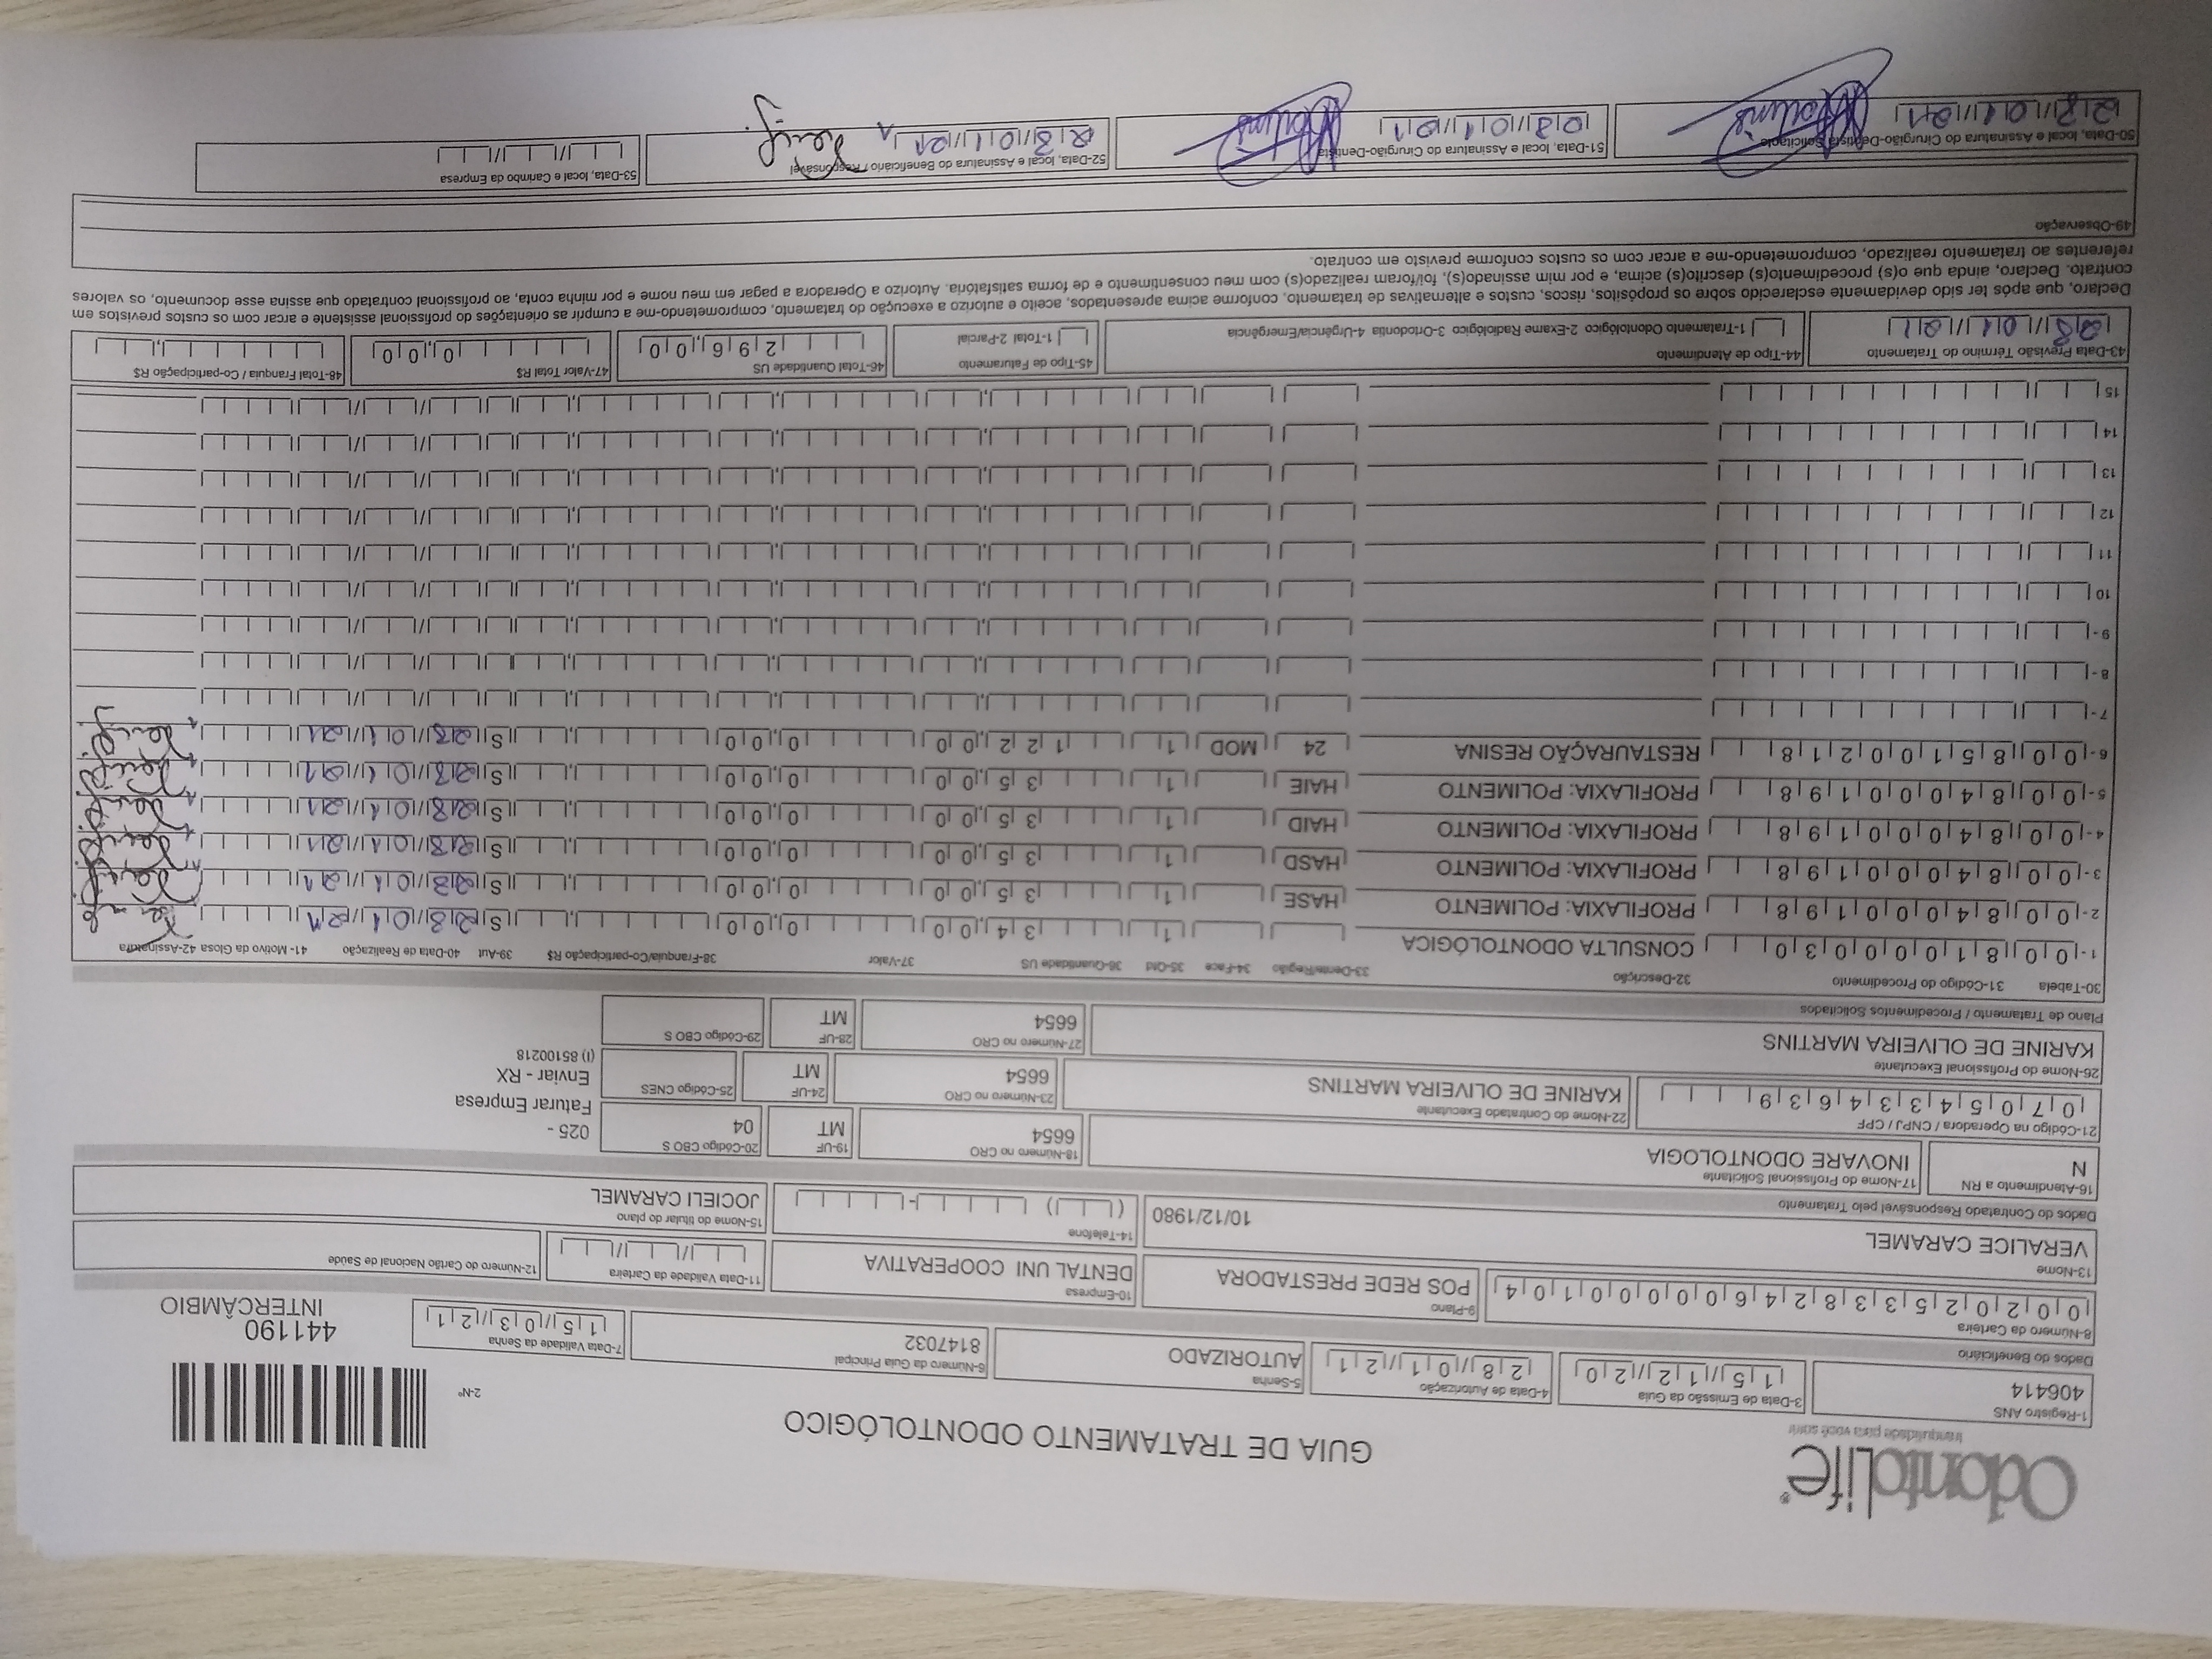 OdontoLife®
tranquilidade para você sorrir
GUIA DE TRATAMENTO ODONTOLÓGICO
2-Nº
441190
INTERCÂMBIO
1-Registro ANS
406414
3-Data de Emissão da Guia
15//12//20
4-Data de Autorização
28//01//21
5-Senha
AUTORIZADO
6-Número da Guia Principal
8147032
7-Data Validade da Senha
15//03//21
Dados do Beneficiário
8-Número da Carteira
00202533824600000104
9-Plano
POS REDE PRESTADORA
10-Empresa
DENTAL UNI COOPERATIVA
11-Data Validade da Carteira
12-Número do Cartão Nacional de Saúde
13-Nome
VERALICE CARAMEL
10/12/1980
14-Telefone
15-Nome do titular do plano
JOCIELI CARAMEL
Dados do Contratado Responsável pelo Tratamento
16-Atendimento a RN
N
17-Nome do Profissional Solicitante
INOVARE ODONTOLOGIA
18-Número no CRO
6654
19-UF
MT
20-Código CBO S
04
025 -
Faturar Empresa
Enviar - RX
(I) 85100218
21-Código na Operadora / CNPJ / CPF
07054334639
22-Nome do Contratado Executante
KARINE DE OLIVEIRA MARTINS
23-Número no CRO
6654
24-UF
MT
25-Código CNES
26-Nome do Profissional Executante
KARINE DE OLIVEIRA MARTINS
27-Número no CRO
6654
28-UF
MT
29-Código CBO S
Plano de Tratamento / Procedimentos Solicitados
30-Tabela 31-Código do Procedimento 32-Descrição 33-Dente/Região 34-Face 35-Qtd 36-Quantidade US 37-Valor 38-Franquia/Co-participação R$ 39-Aut 40-Data de Realização 41- Motivo da Glosa 42-Assinatura
1- 00 81000030 CONSULTA ODONTOLÓGICA 1 34,00 0,00 S 28//01//21
2- 00 84000198 PROFILAXIA: POLIMENTO HASE 1 35,00 0,00 S 28//01//21
3- 00 84000198 PROFILAXIA: POLIMENTO HASD 1 35,00 0,00 S 28//01//21
4- 00 84000198 PROFILAXIA: POLIMENTO HAID 1 35,00 0,00 S 28//01//21
5- 00 84000198 PROFILAXIA: POLIMENTO HAIE 1 35,00 0,00 S 28//01//21
6- 00 85100218 RESTAURAÇÃO RESINA 24 MOD 1 122,00 0,00 S 28//01//21
7-
8-
9-
10
11
12
13
14
15
43-Data Previsão Término do Tratamento
28//01//21
44-Tipo de Atendimento
1-Tratamento Odontológico 2-Exame Radiológico 3-Ortodontia 4-Urgência/Emergência
45-Tipo de Faturamento
1-Total 2-Parcial
46-Total Quantidade US
296,00
47-Valor Total R$
0,00
48-Total Franquia / Co-participação R$
Declaro, que após ter sido devidamente esclarecido sobre os propósitos, riscos, custos e alternativas de tratamento, conforme acima apresentados, aceito e autorizo a execução do tratamento, comprometendo-me a cumprir as orientações do profissional assistente e arcar com os custos previstos em
contrato. Declaro, ainda que o(s) procedimento(s) descrito(s) acima, e por mim assinado(s), foi/foram realizado(s) com meu consentimento e de forma satisfatória. Autorizo a Operadora a pagar em meu nome e por minha conta, ao profissional contratado que assina esse documento, os valores
referentes ao tratamento realizado, comprometendo-me a arcar com os custos conforme previsto em contrato.
49-Observação
50-Data, local e Assinatura do Cirurgião-Dentista Solicitante
28//01//21
51-Data, local e Assinatura do Cirurgião-Dentista
28//01//21
52-Data, local e Assinatura do Beneficiário / Responsável
28//01//21
53-Data, local e Carimbo da Empresa